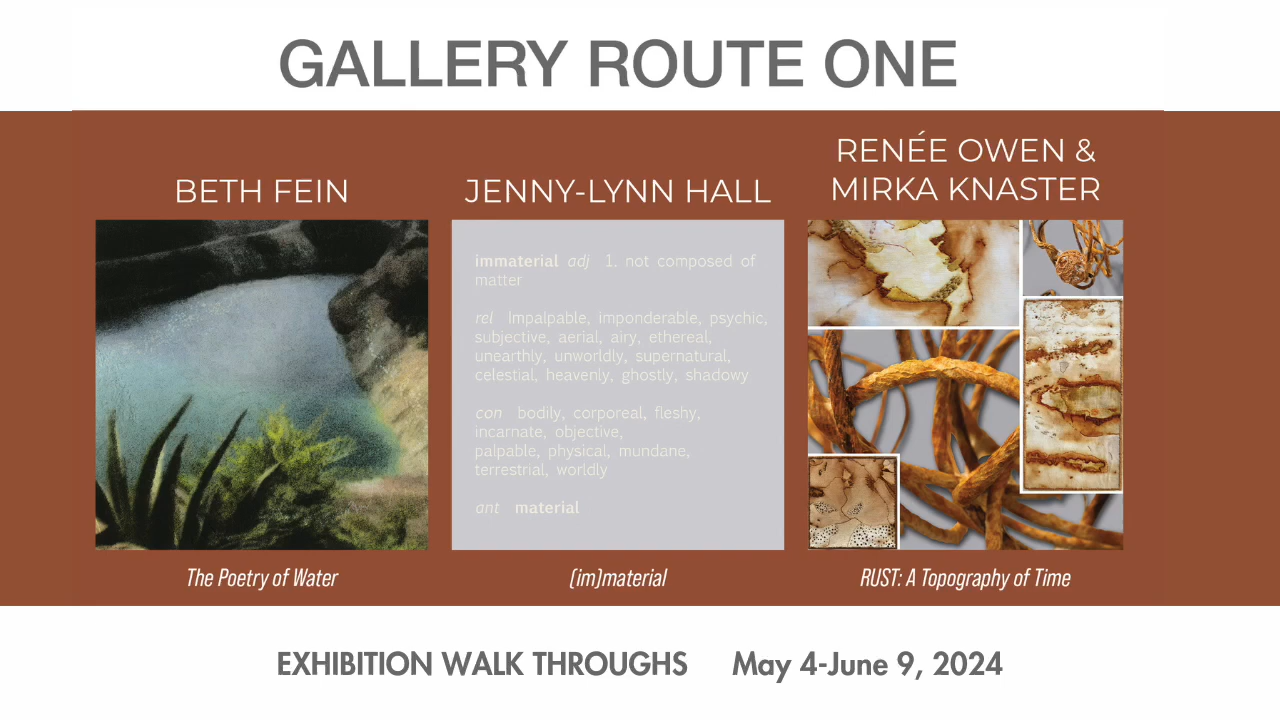 GALLERY ROUTE ONE
BETH FEIN
JENNY-LYNN HALL
RENÉE OWEN &
MIRKA KNASTER
immaterial adj 1. not composed of
matter
rel Impalpable, imponderable, psychic,
subjective, aerial, airy, ethereal,
unearthly, unworldly, supernatural,
celestial, heavenly, ghostly, shadowy
con bodily, corporeal, fleshy,
incarnate, objective,
palpable, physical, mundane,
terrestrial, worldly
ant material
The Poetry of Water
(im)material
RUST: A Topography of Time
EXHIBITION WALK THROUGHS May 4-June 9, 2024